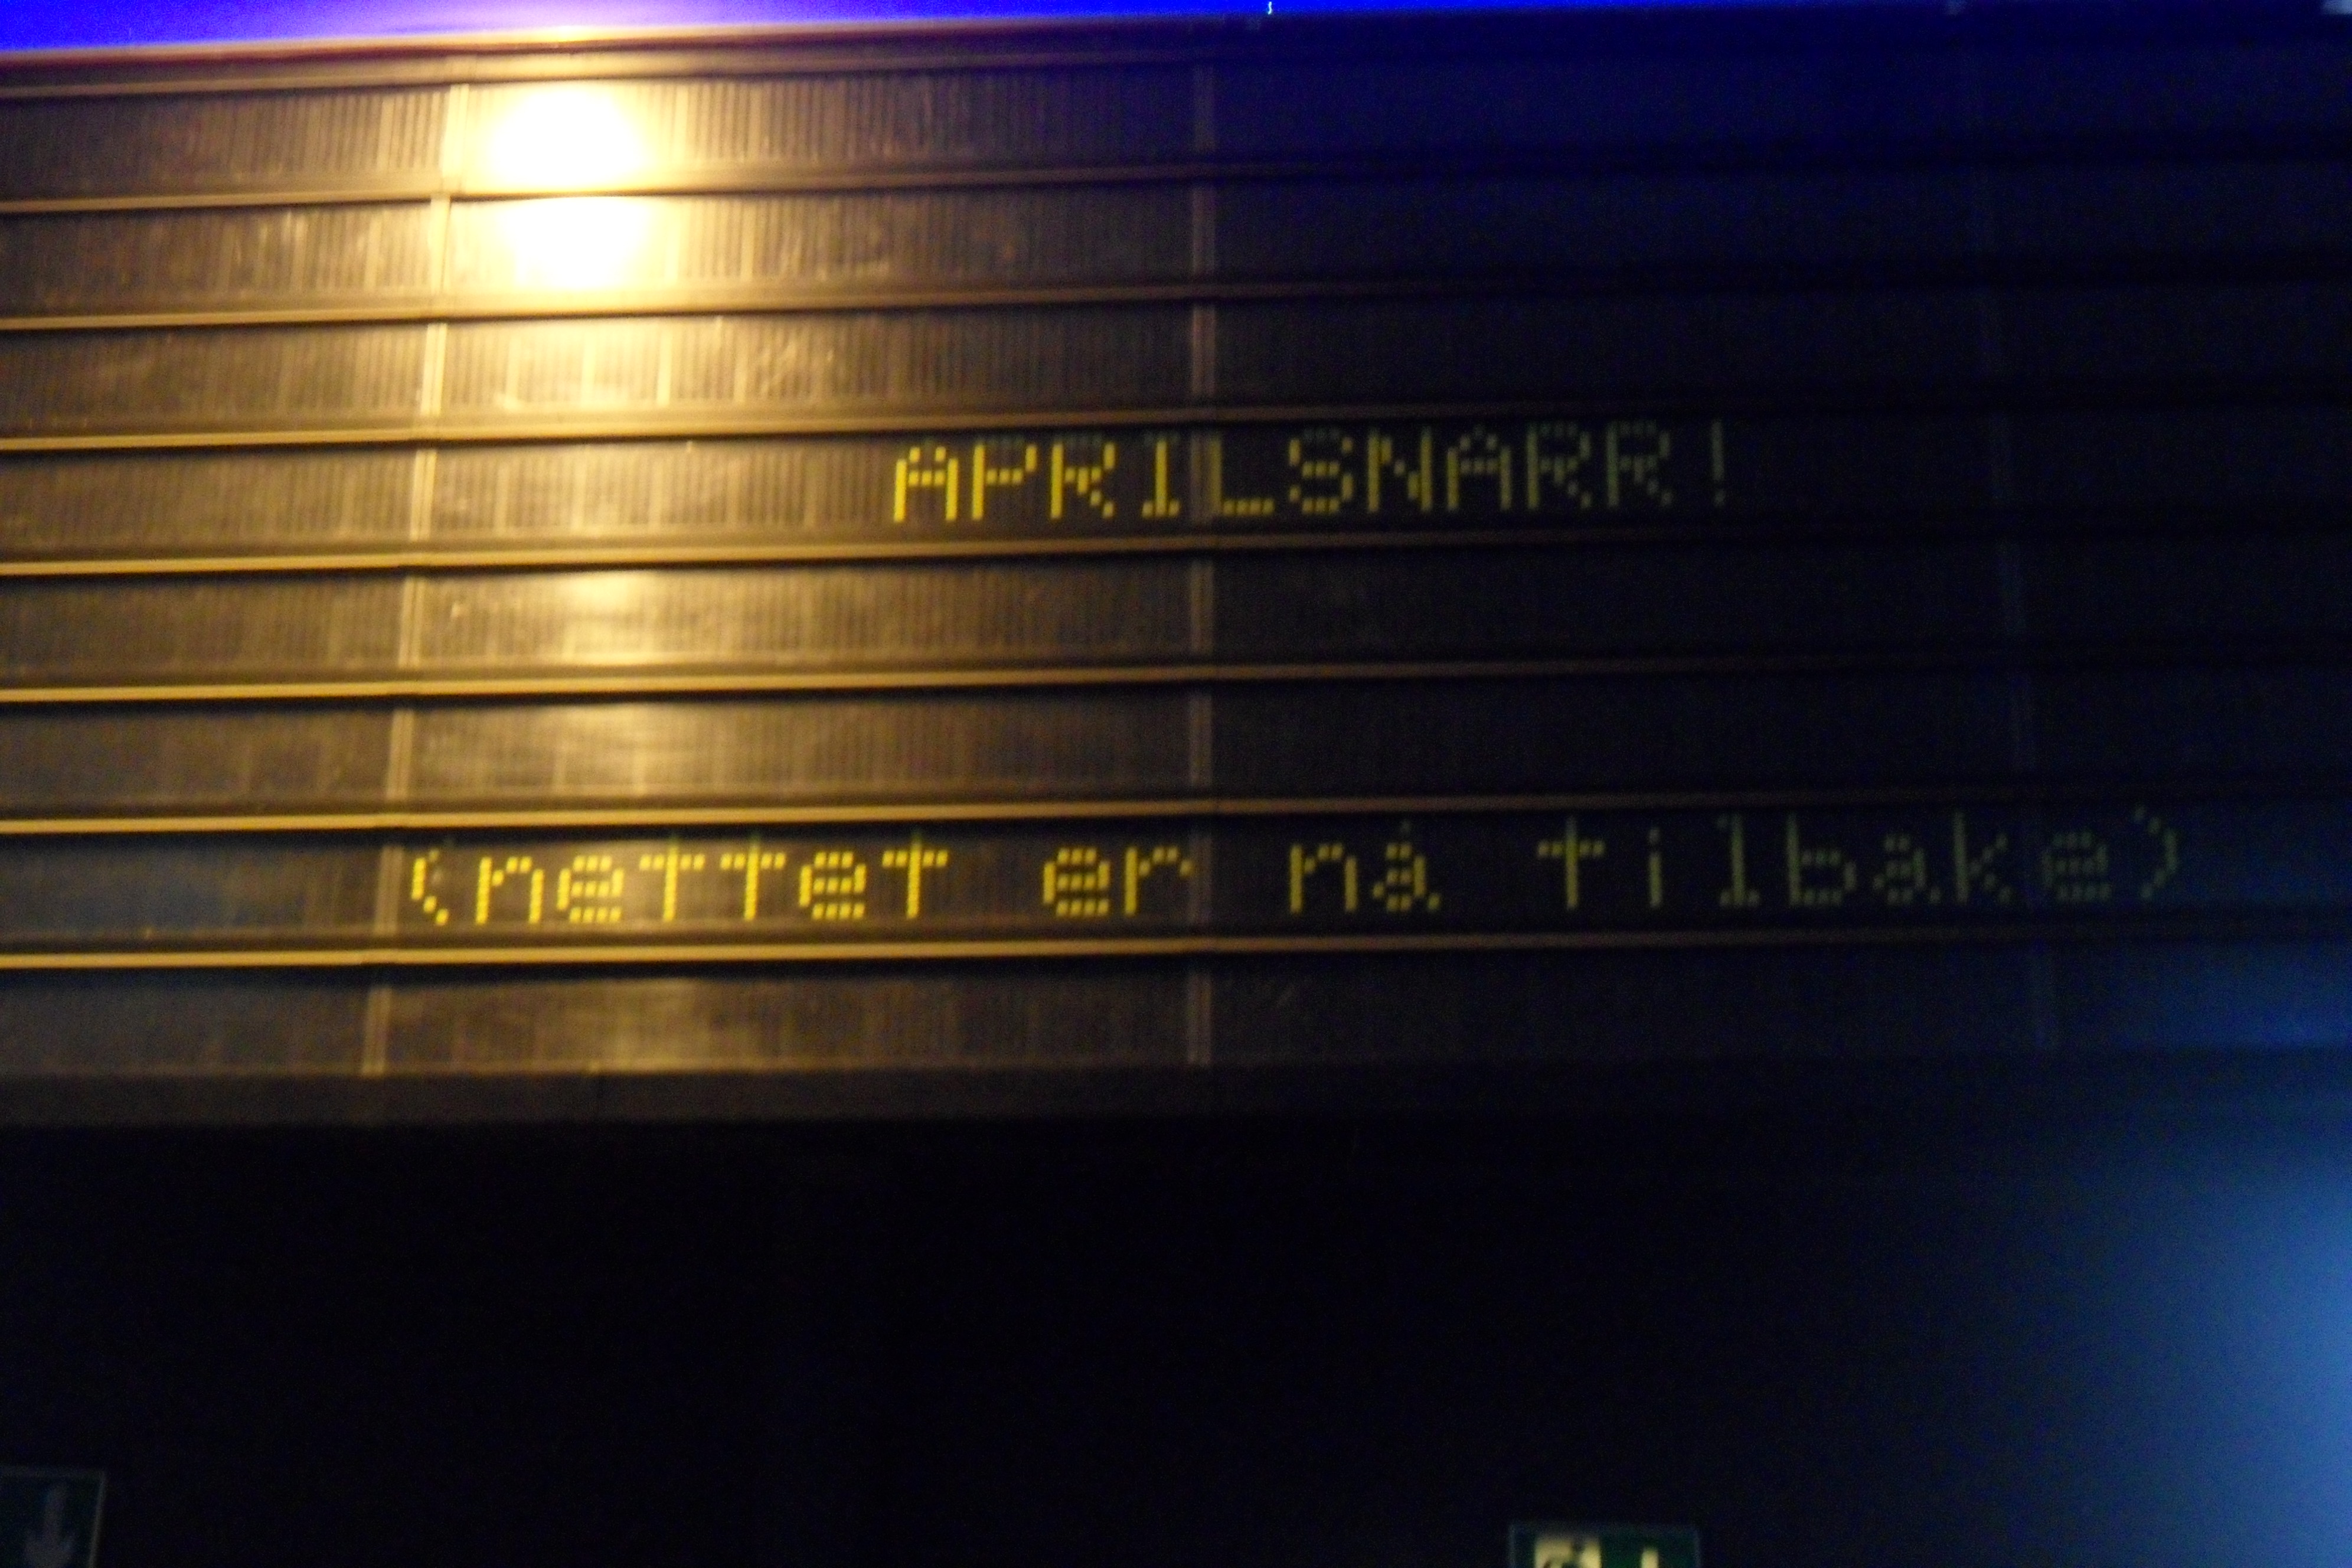 APRILSNARR!
(nettet er nå tilbake)